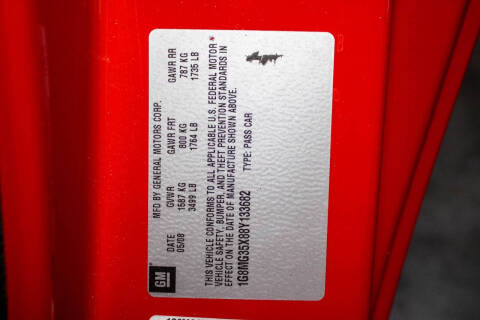 MFD BY GENERAL MOTORS CORP.
DATE GVWR GAWR FRT GAWR RR
05/08 1587 KG 800 KG 787 KG
3499 LB 1764 LB 1735 LB
THIS VEHICLE CONFORMS TO ALL APPLICABLE U.S. FEDERAL MOTOR
VEHICLE SAFETY, BUMPER, AND THEFT PREVENTION STANDARDS IN
EFFECT ON THE DATE OF MANUFACTURE SHOWN ABOVE.
1G8MG35X88Y133682 TYPE: PASS CAR
GM